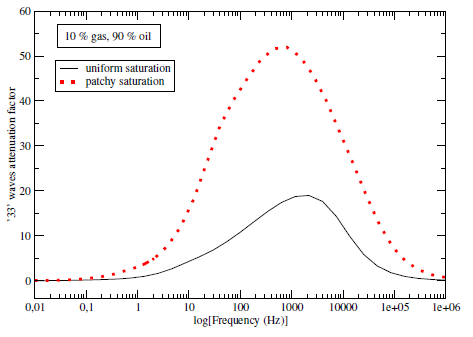 60
50
40
30
20
10
0
'33' waves attenuation factor
10 % gas, 90 % oil
uniform saturation
patchy saturation
0,01 0,1 1 10 100 1000 10000 1e+05 1e+06
log[Frequency (Hz)]